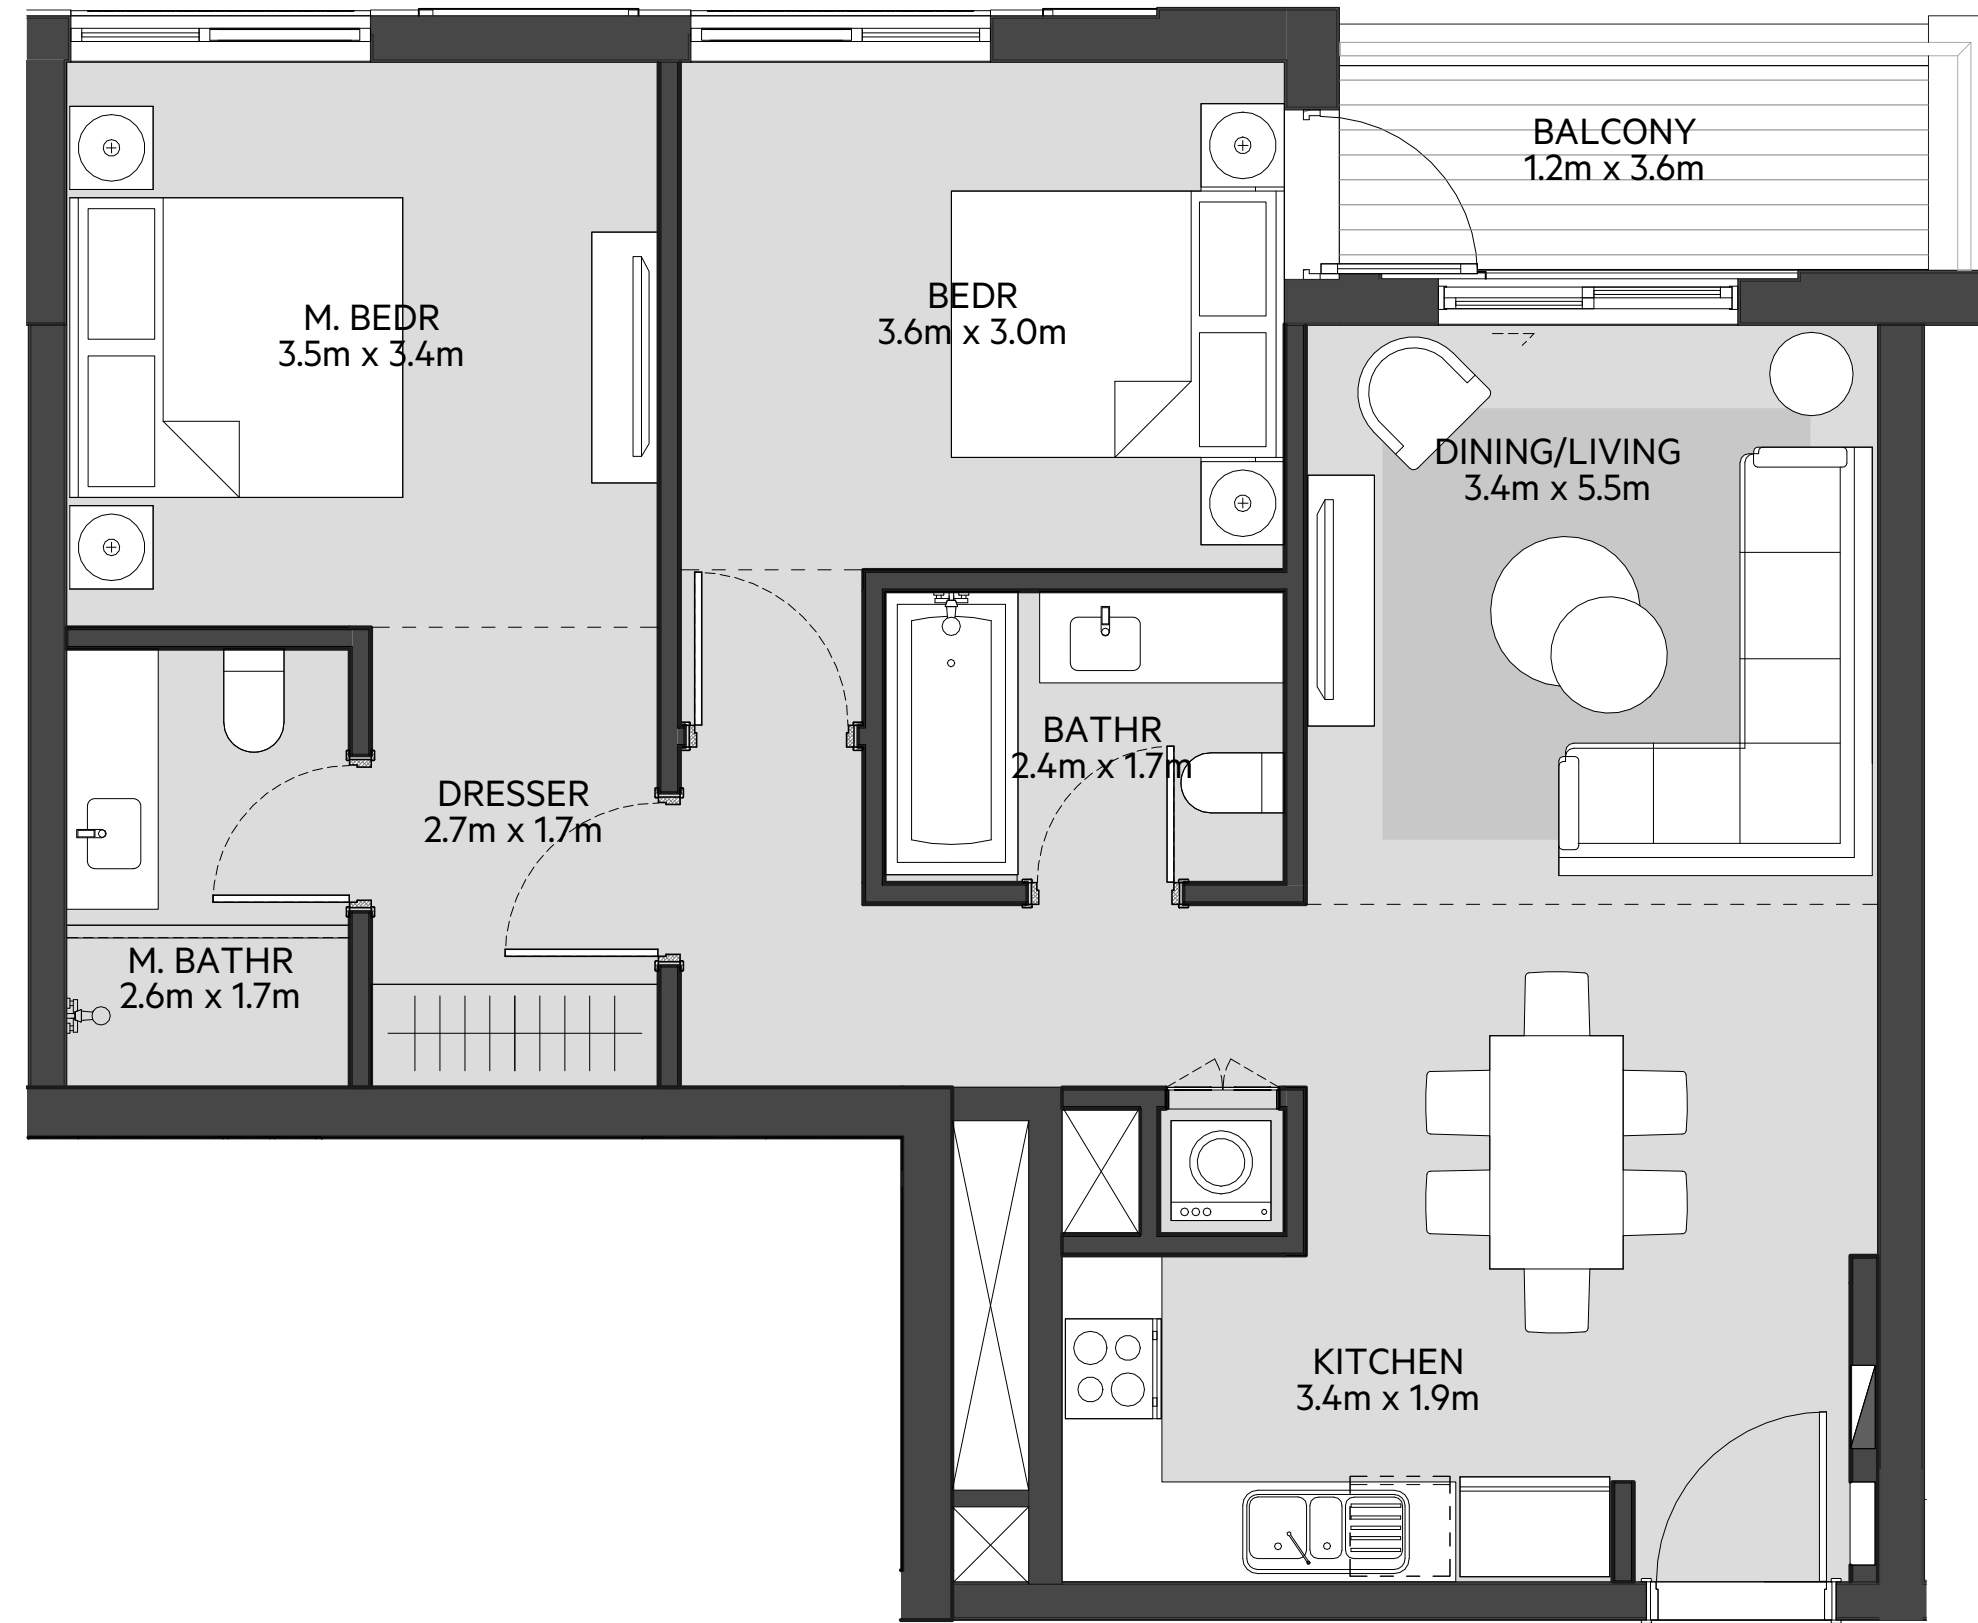 BALCONY
1.2m x 3.6m
M. BEDR
3.5m x 3.4m
BEDR
3.6m x 3.0m
DINING/LIVING
3.4m x 5.5m
BATHR
2.4m x 1.7m
DRESSER
2.7m x 1.7m
M. BATHR
2.6m x 1.7m
KITCHEN
3.4m x 1.9m